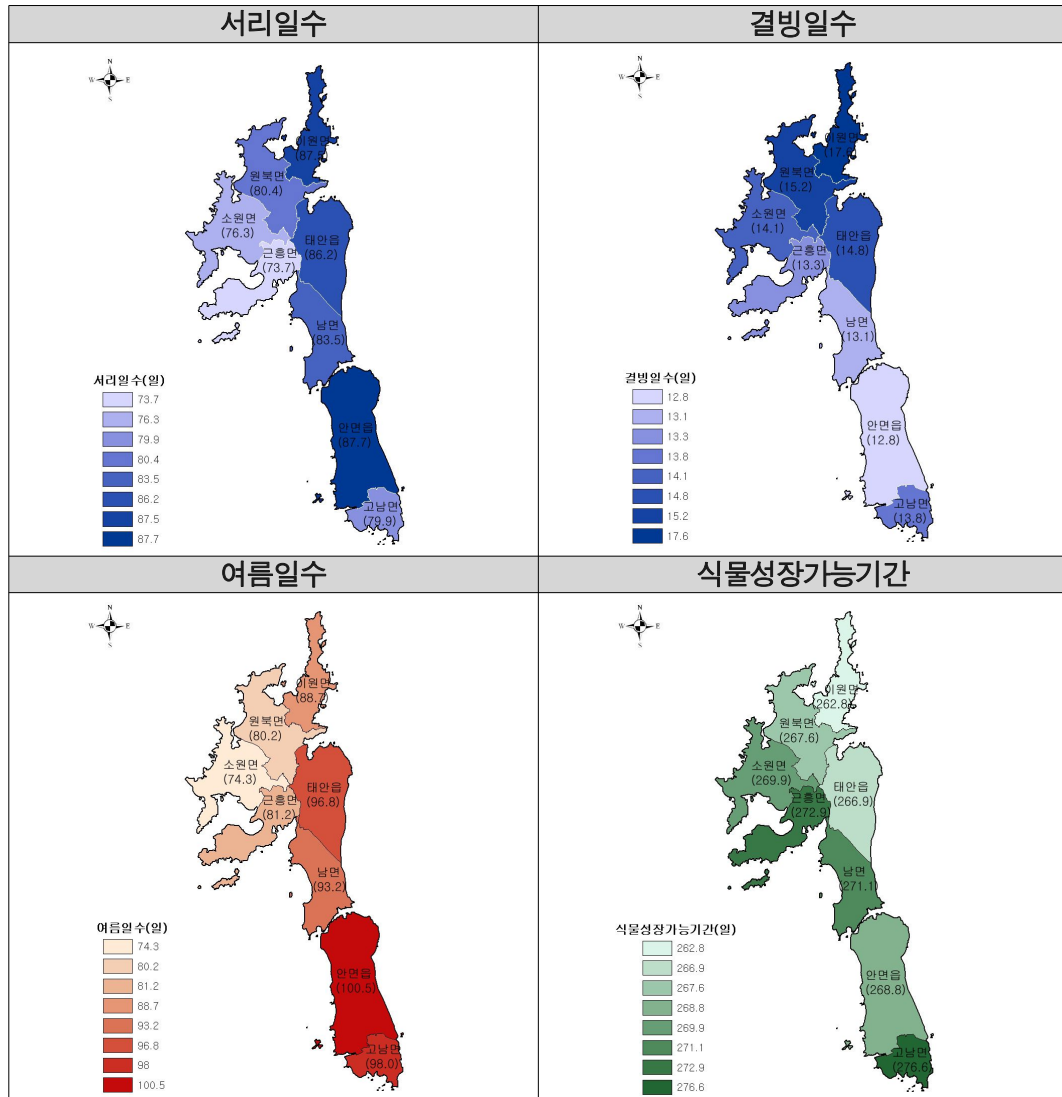 서리일수
결빙일수
N
W E
S
이원면
(87.5)
원북면
(80.4)
소원면
(76.3)
태안읍
(86.2)
근흥면
(73.7)
남면
(83.5)
안면읍
(87.7)
고남면
(79.9)
서리일수(일)
73.7
76.3
79.9
80.4
83.5
86.2
87.5
87.7
N
W E
S
이원면
(17.6)
원북면
(15.2)
소원면
(14.1)
태안읍
(14.8)
근흥면
(13.3)
남면
(13.1)
안면읍
(12.8)
고남면
(13.8)
결빙일수(일)
12.8
13.1
13.3
13.8
14.1
14.8
15.2
17.6
여름일수
식물성장가능기간
N
W E
S
이원면
(88.7)
원북면
(80.2)
소원면
(74.3)
태안읍
(96.8)
근흥면
(81.2)
남면
(93.2)
안면읍
(100.5)
고남면
(98.0)
여름일수(일)
74.3
80.2
81.2
88.7
93.2
96.8
98
100.5
N
W E
S
이원면
(262.8)
원북면
(267.6)
소원면
(269.9)
태안읍
(266.9)
근흥면
(272.9)
남면
(271.1)
안면읍
(268.8)
고남면
(276.6)
식물성장가능기간(일)
262.8
266.9
267.6
268.8
269.9
271.1
272.9
276.6